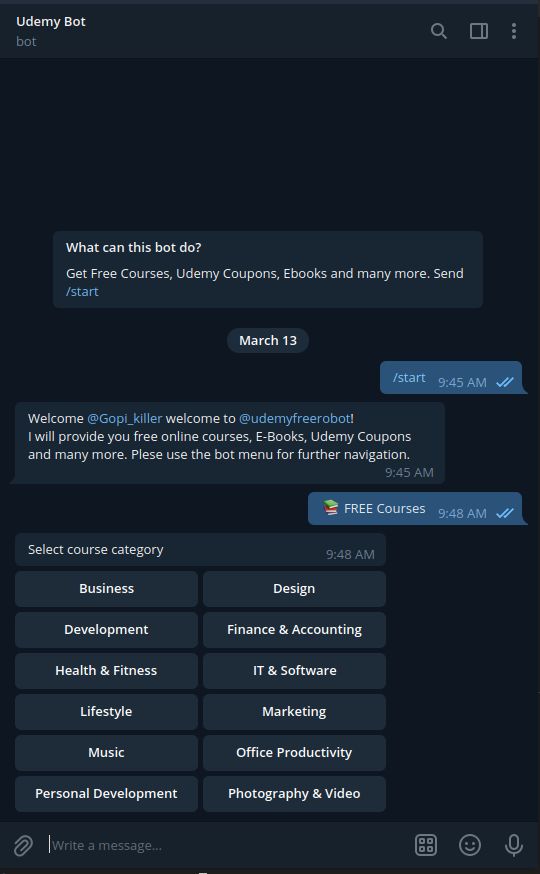 Udemy Bot
bot
What can this bot do?
Get Free Courses, Udemy Coupons, Ebooks and many more. Send
/start
March 13
/start 9:45 AM
Welcome @Gopi_killer welcome to @udemyfreerobot!
I will provide you free online courses, E-Books, Udemy Coupons
and many more. Plese use the bot menu for further navigation.
9:45 AM
📚 FREE Courses 9:48 AM
Select course category 9:48 AM
Business Design
Development Finance & Accounting
Health & Fitness IT & Software
Lifestyle Marketing
Music Office Productivity
Personal Development Photography & Video
Write a message...